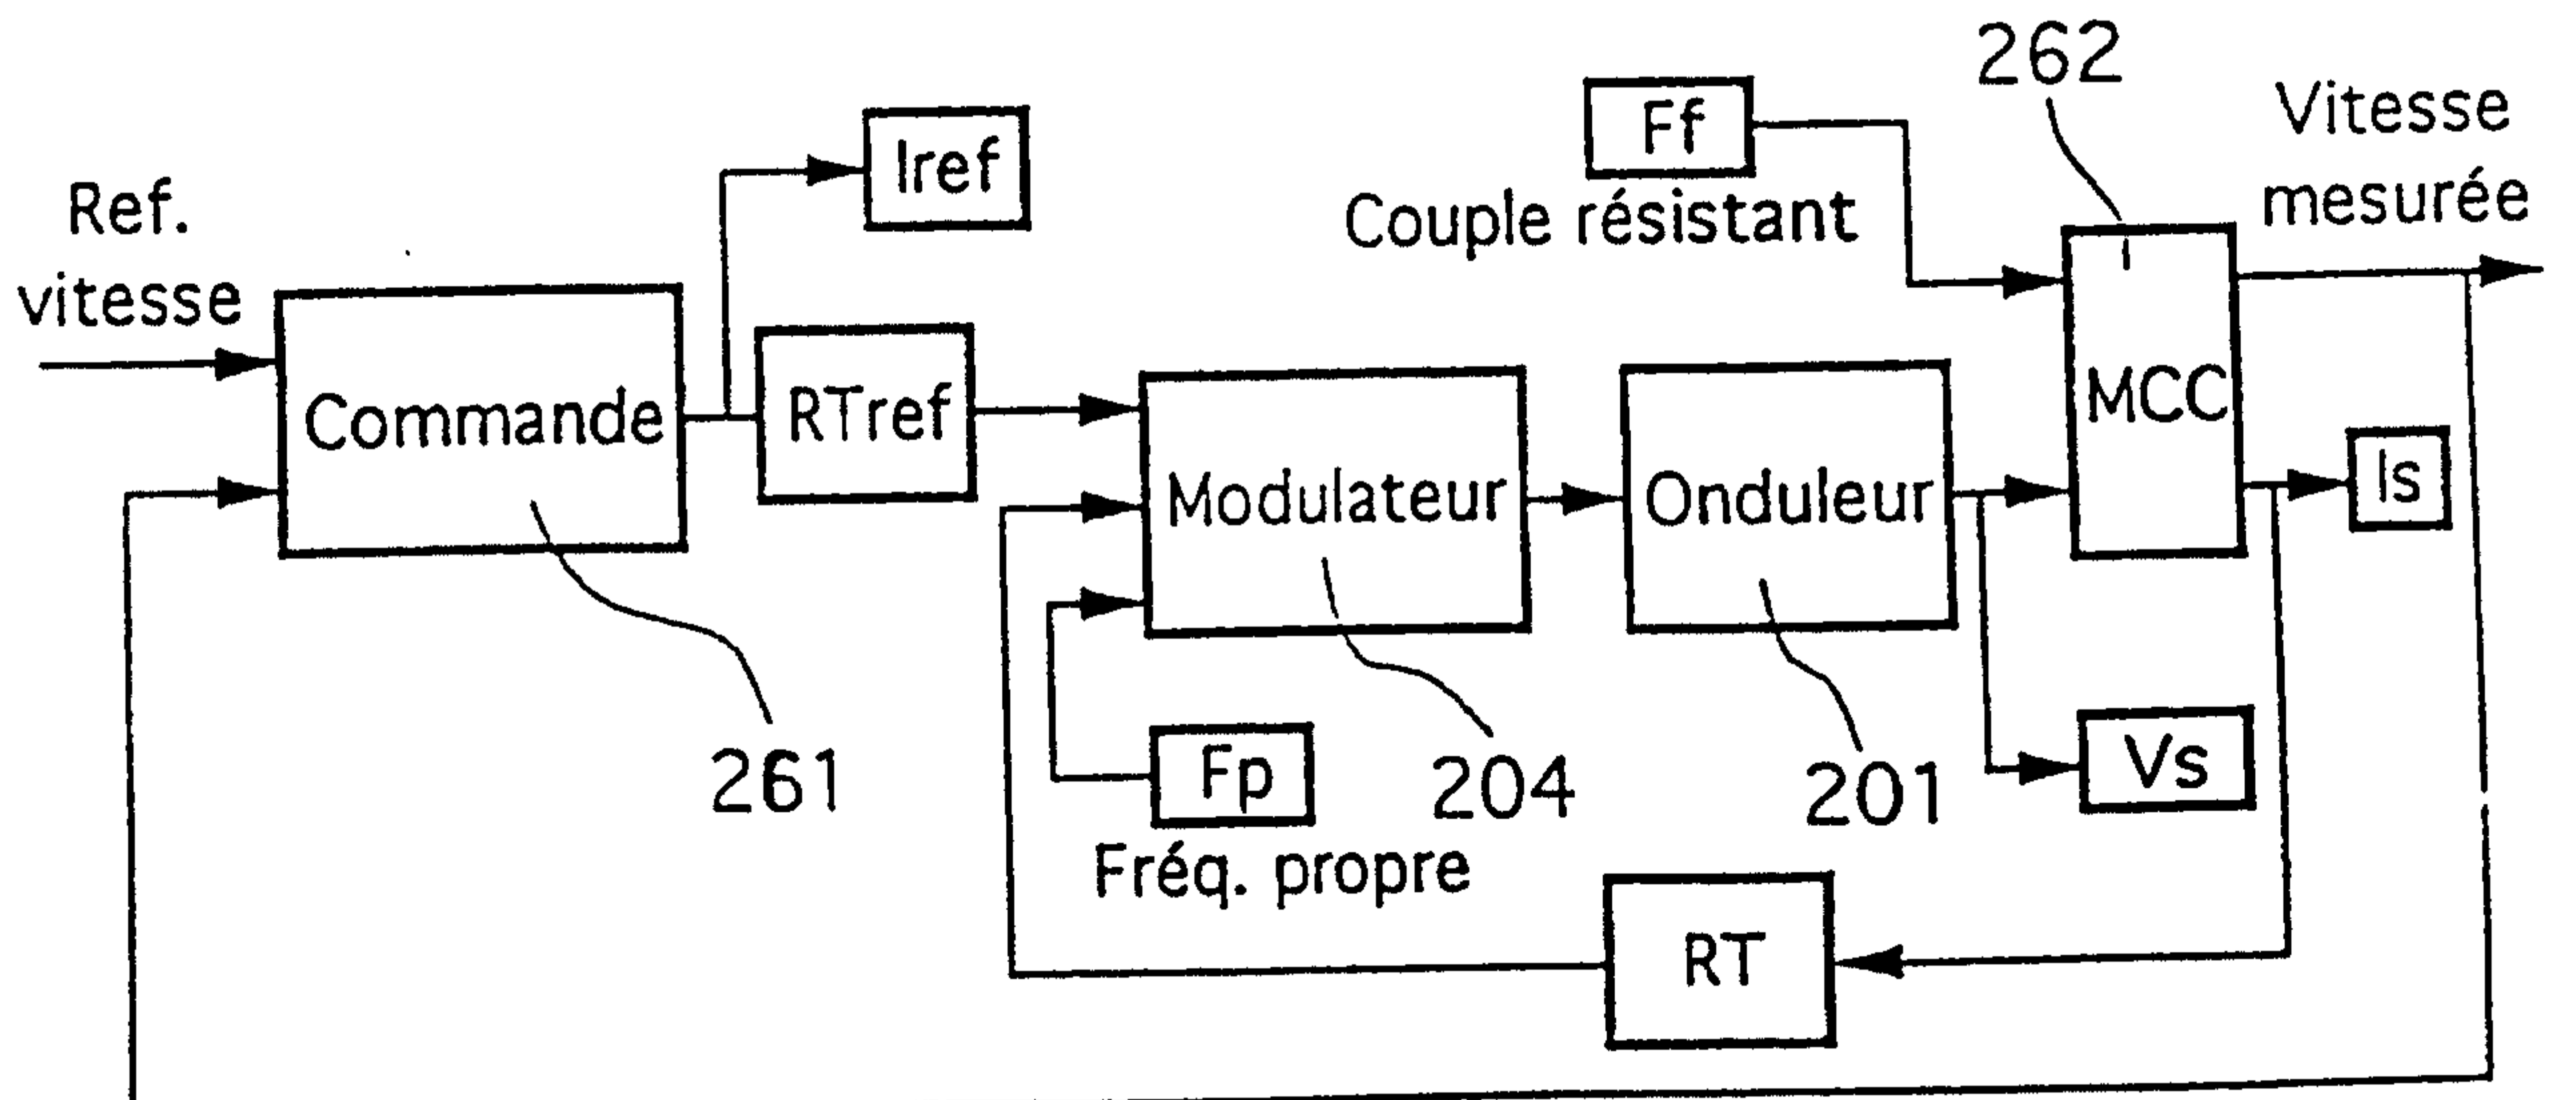 262
Ff
Vitesse
mesurée
Iref
Ref.
vitesse
Couple résistant
Commande
RTref
MCC
Modulateur
Onduleur
Is
261
Fp
204
201
Vs
Fréq. propre
RT